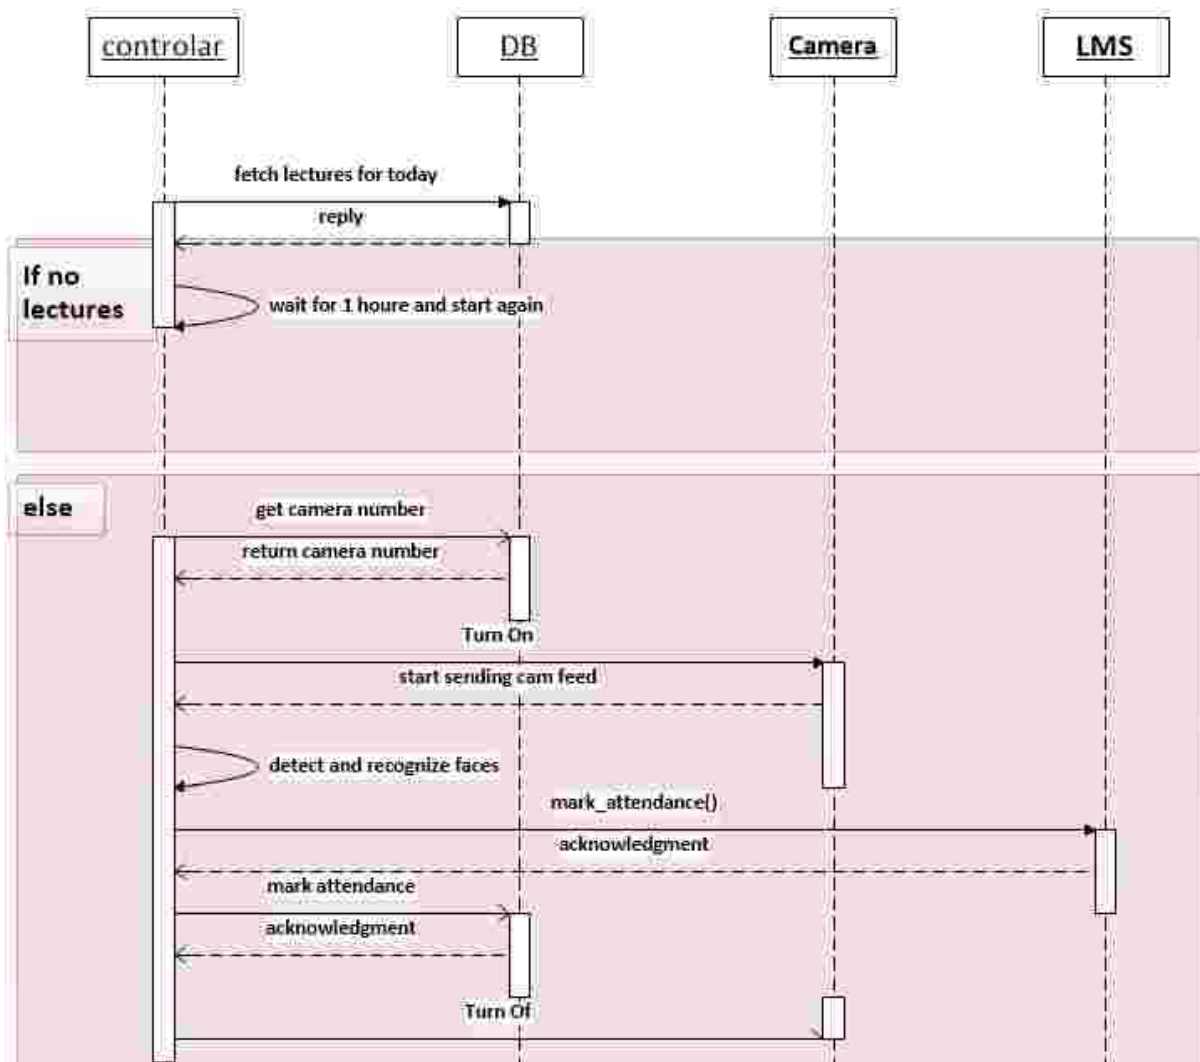 controlar
DB
Camera
LMS
fetch lectures for today
reply
If no
lectures
wait for 1 houre and start again
else
get camera number
return camera number
Turn On
start sending cam feed
detect and recognize faces
mark_attendance()
acknowledgment
mark attendance
acknowledgment
Turn Of